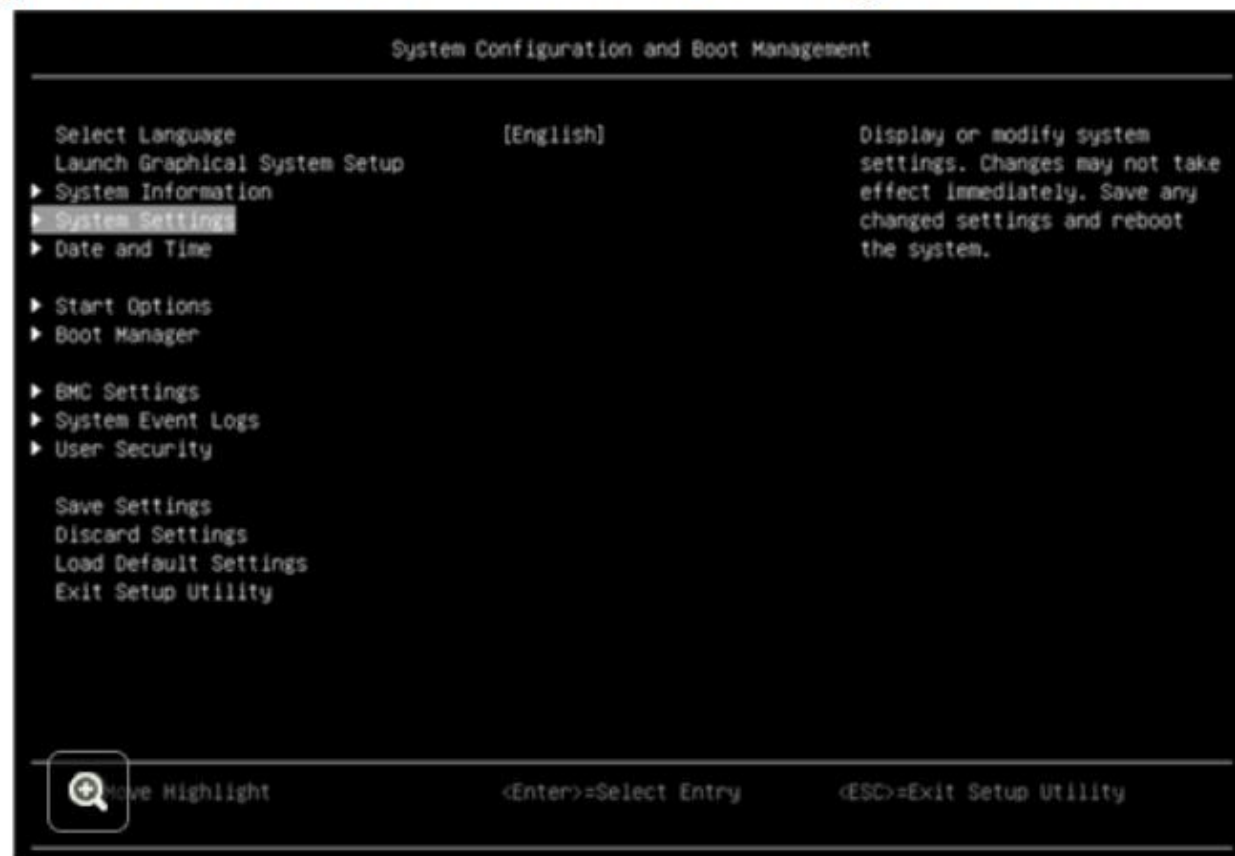 System Configuration and Boot Management
Select Language [English]
Launch Graphical System Setup
System Information
System Settings
Date and Time
Start Options
Boot Manager
BMC Settings
System Event Logs
User Security
Save Settings
Discard Settings
Load Default Settings
Exit Setup Utility
Display or modify system
settings. Changes may not take
effect immediately. Save any
changed settings and reboot
the system.
ove Highlight <Enter>=Select Entry <ESC>=Exit Setup Utility